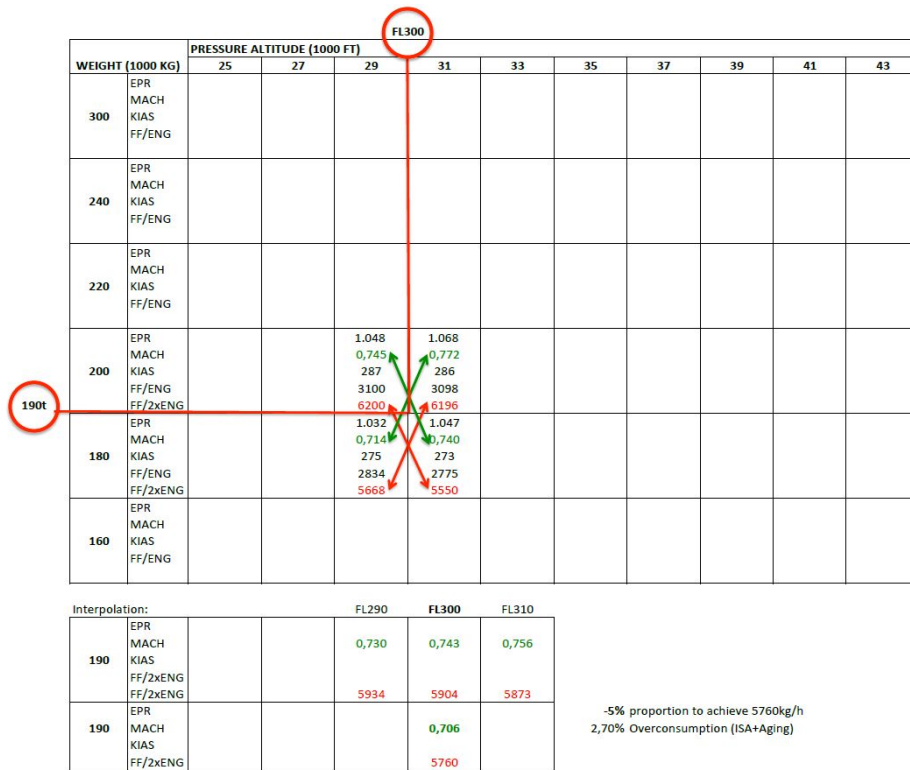 FL300
PRESSURE ALTITUDE (1000 FT)
WEIGHT (1000 KG) 25 27 29 31 33 35 37 39 41 43
EPR
MACH
300 KIAS
FF/ENG
EPR
MACH
240 KIAS
FF/ENG
EPR
MACH
220 KIAS
FF/ENG
EPR 1.048 1.068
MACH 0,745 0,772
200 KIAS 287 286
FF/ENG 3100 3098
190t FF/2xENG 6200 6196
EPR 1.032 1.047
MACH 0,714 0,740
180 KIAS 275 273
FF/ENG 2834 2775
FF/2xENG 5668 5550
EPR
MACH
160 KIAS
FF/ENG
Interpolation: FL290 FL300 FL310
EPR
MACH 0,730 0,743 0,756
190 KIAS
FF/2xENG
FF/2xENG 5934 5904 5873
EPR -5% proportion to achieve 5760kg/h
190 MACH 0,706 2,70% Overconsumption (ISA+Aging)
KIAS
FF/2xENG 5760